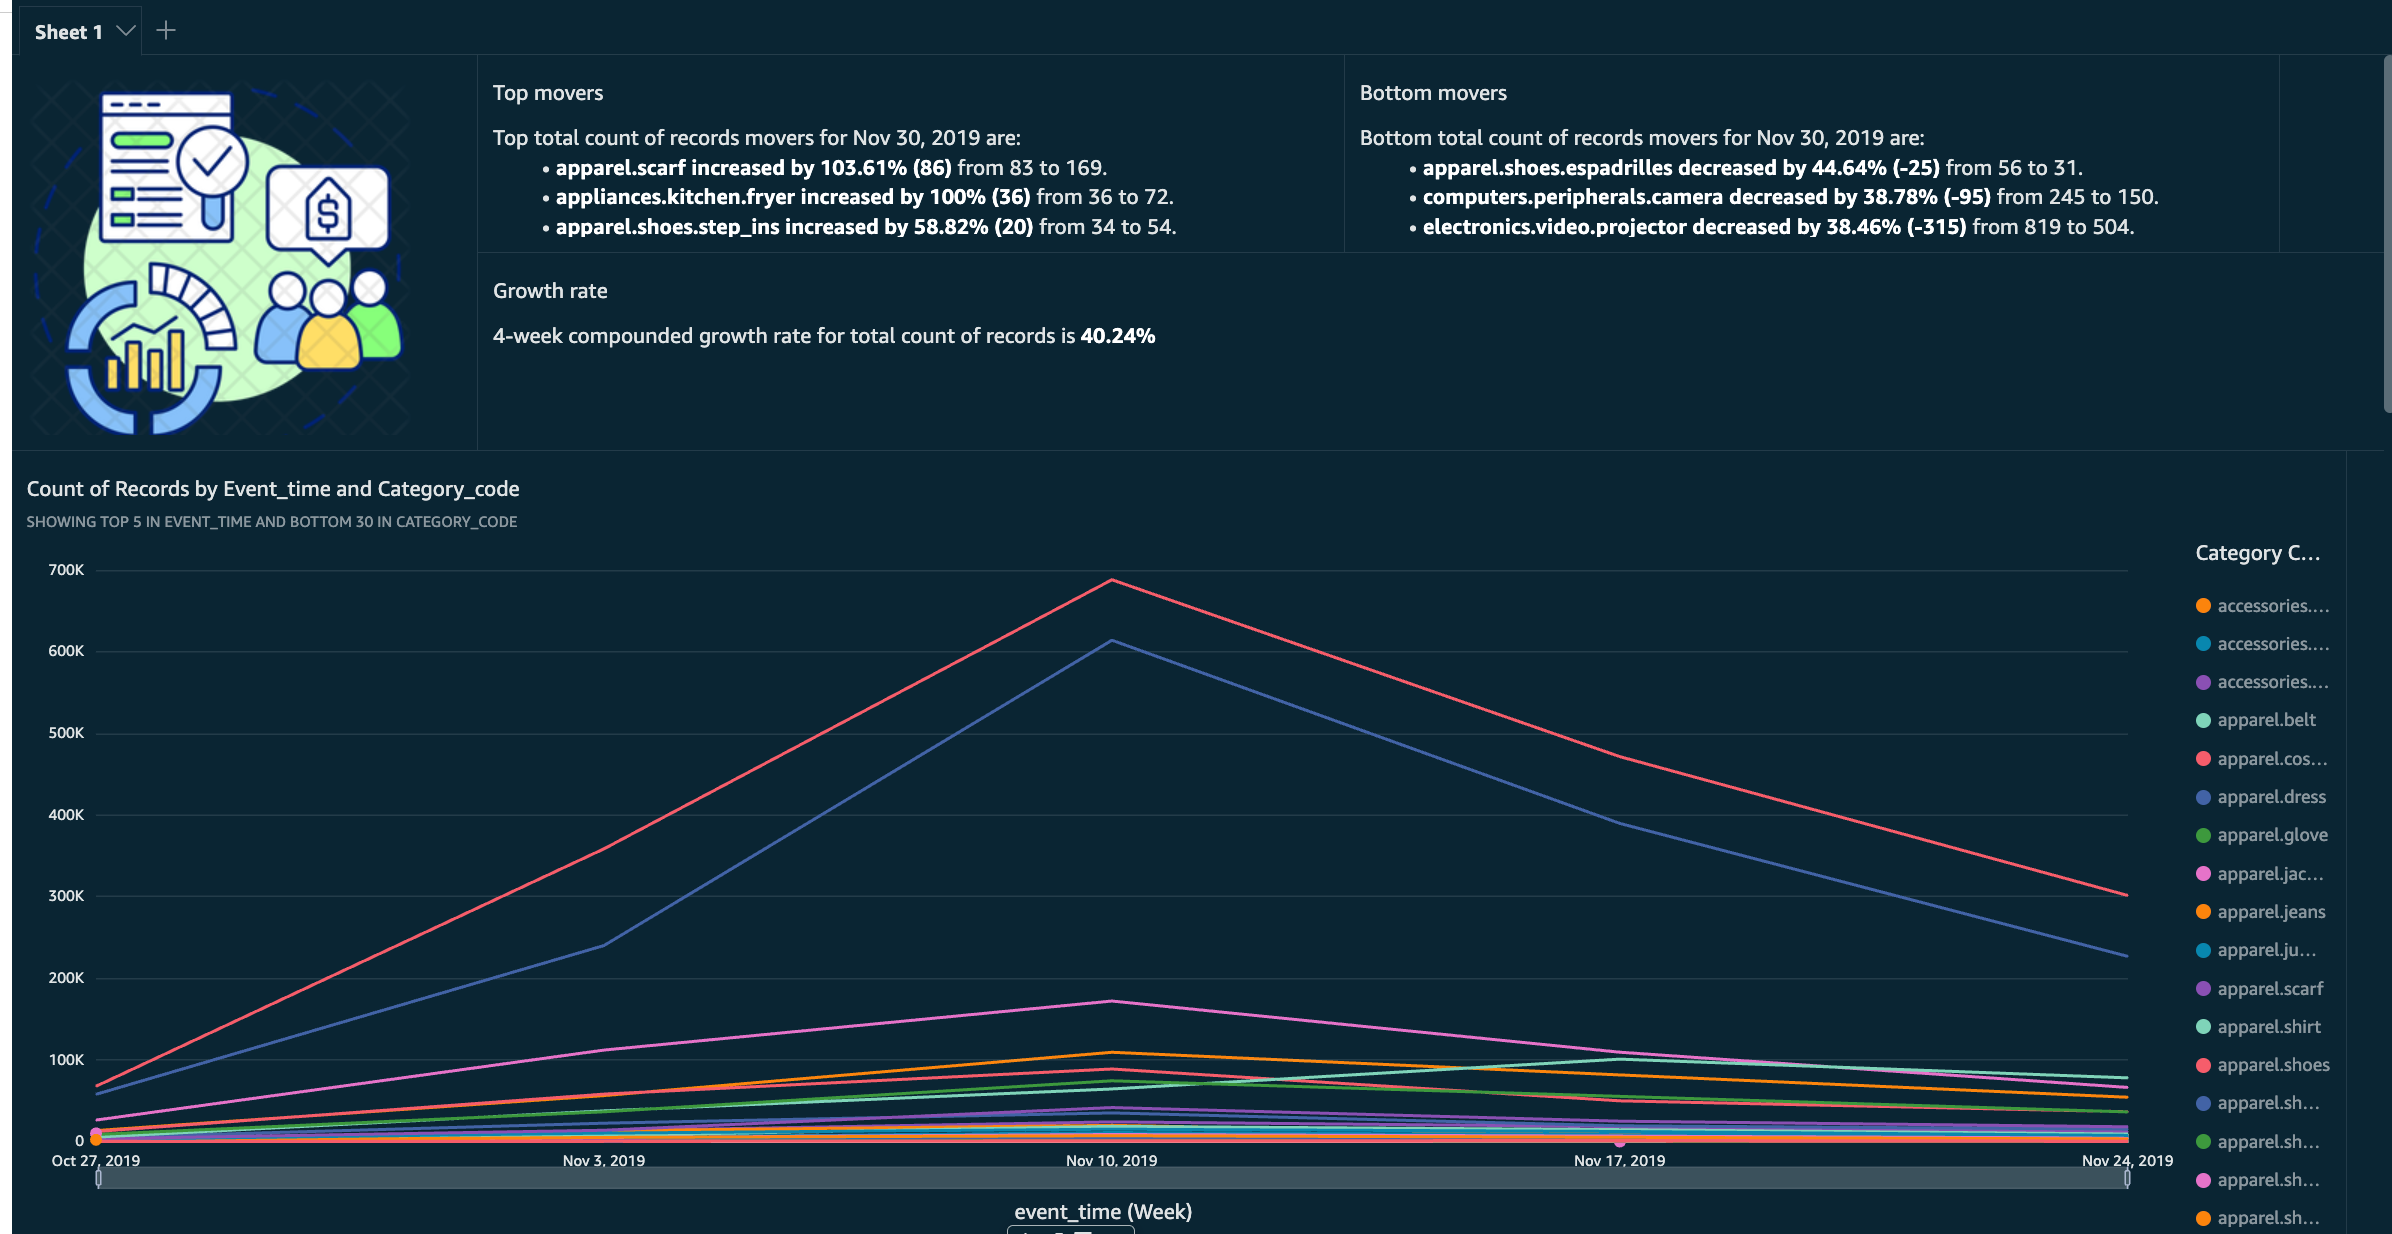 Sheet 1
Top movers
Top total count of records movers for Nov 30, 2019 are:
• apparel.scarf increased by 103.61% (86) from 83 to 169.
• appliances.kitchen.fryer increased by 100% (36) from 36 to 72.
• apparel.shoes.step_ins increased by 58.82% (20) from 34 to 54.
Bottom movers
Bottom total count of records movers for Nov 30, 2019 are:
• apparel.shoes.espadrilles decreased by 44.64% (-25) from 56 to 31.
• computers.peripherals.camera decreased by 38.78% (-95) from 245 to 150.
• electronics.video.projector decreased by 38.46% (-315) from 819 to 504.
Growth rate
4-week compounded growth rate for total count of records is 40.24%
Count of Records by Event_time and Category_code
SHOWING TOP 5 IN EVENT_TIME AND BOTTOM 30 IN CATEGORY_CODE
700K
600K
500K
400K
300K
200K
100K
0
Oct 27, 2019
Nov 3, 2019
Nov 10, 2019
Nov 17, 2019
Nov 24, 2019
event_time (Week)
Category C...
accessories....
accessories....
accessories....
apparel.belt
apparel.cos...
apparel.dress
apparel.glove
apparel.jac...
apparel.jeans
apparel.ju...
apparel.scarf
apparel.shirt
apparel.shoes
apparel.sh...
apparel.sh...
apparel.sh...
apparel.sh...